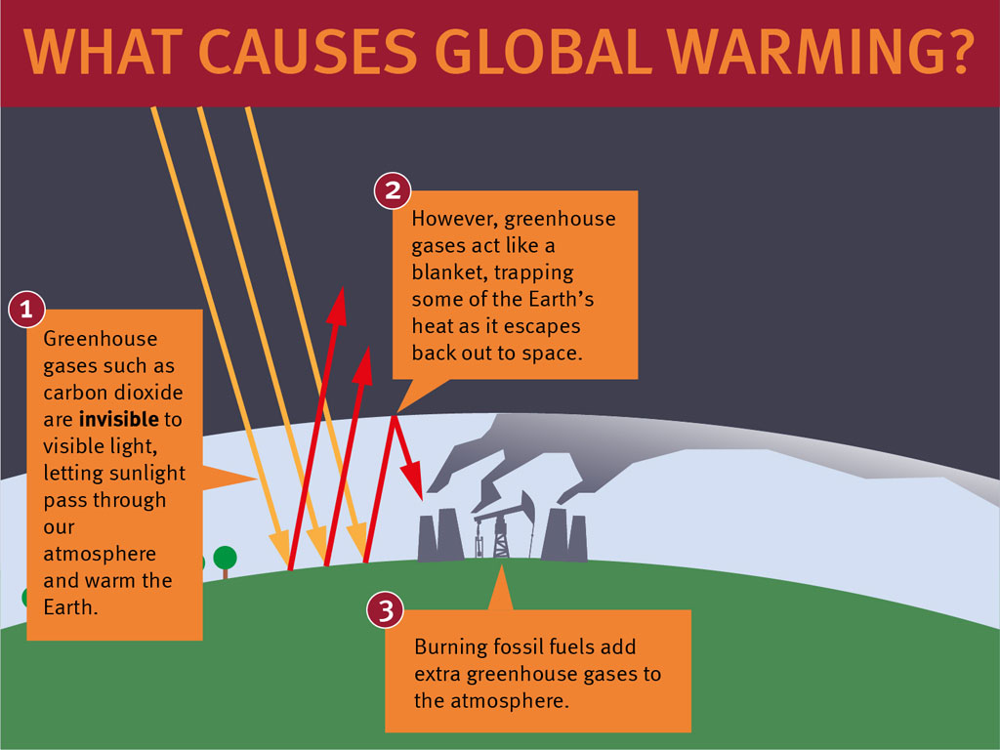 WHAT CAUSES GLOBAL WARMING?
1
Greenhouse
gases such as
carbon dioxide
are invisible to
visible light,
letting sunlight
pass through
our
atmosphere
and warm the
Earth.
2
However, greenhouse
gases act like a
blanket, trapping
some of the Earth's
heat as it escapes
back out to space.
3
Burning fossil fuels add
extra greenhouse gases to
the atmosphere.